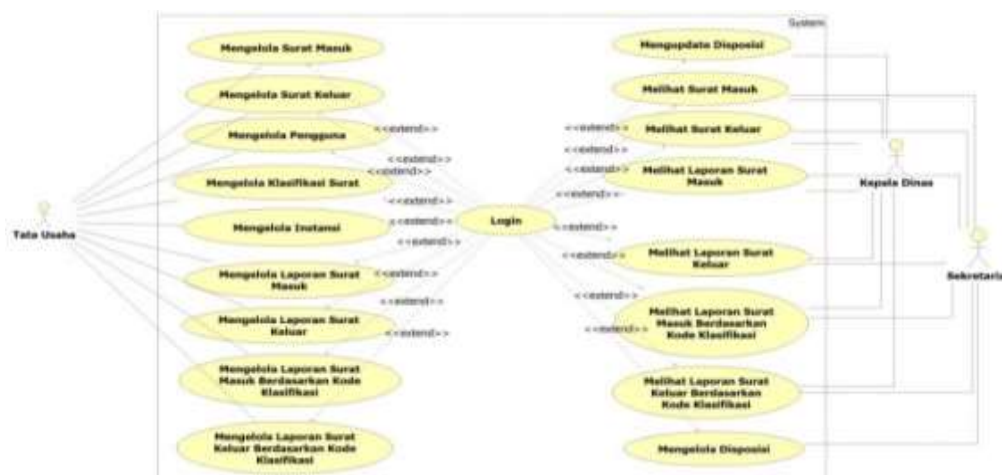 System
Mengelola Surat Masuk
Mengelola Surat Keluar
Mengelola Pengguna
Mengelola Klasifikasi Surat
Mengelola Instansi
Mengelola Laporan Surat
Masuk
Mengelola Laporan Surat
Keluar
Mengelola Laporan Surat
Masuk Berdasarkan Kode
Klasifikasi
Mengelola Laporan Surat
Keluar Berdasarkan Kode
Klasifikasi
Tata Usaha
<<extend>>
<<extend>>
<<extend>>
<<extend>>
<<extend>>
<<extend>>
<<extend>>
<<extend>>
<<extend>>
Login
<<extend>>
<<extend>>
<<extend>>
<<extend>>
<<extend>>
<<extend>>
<<extend>>
<<extend>>
Mengupdate Disposisi
Melihat Surat Masuk
Melihat Surat Keluar
Melihat Laporan Surat
Masuk
Melihat Laporan Surat
Keluar
Melihat Laporan Surat
Masuk Berdasarkan
Kode Klasifikasi
Melihat Laporan Surat
Keluar Berdasarkan
Kode Klasifikasi
Mengelola Disposisi
Kepala Dinas
Sekretaris